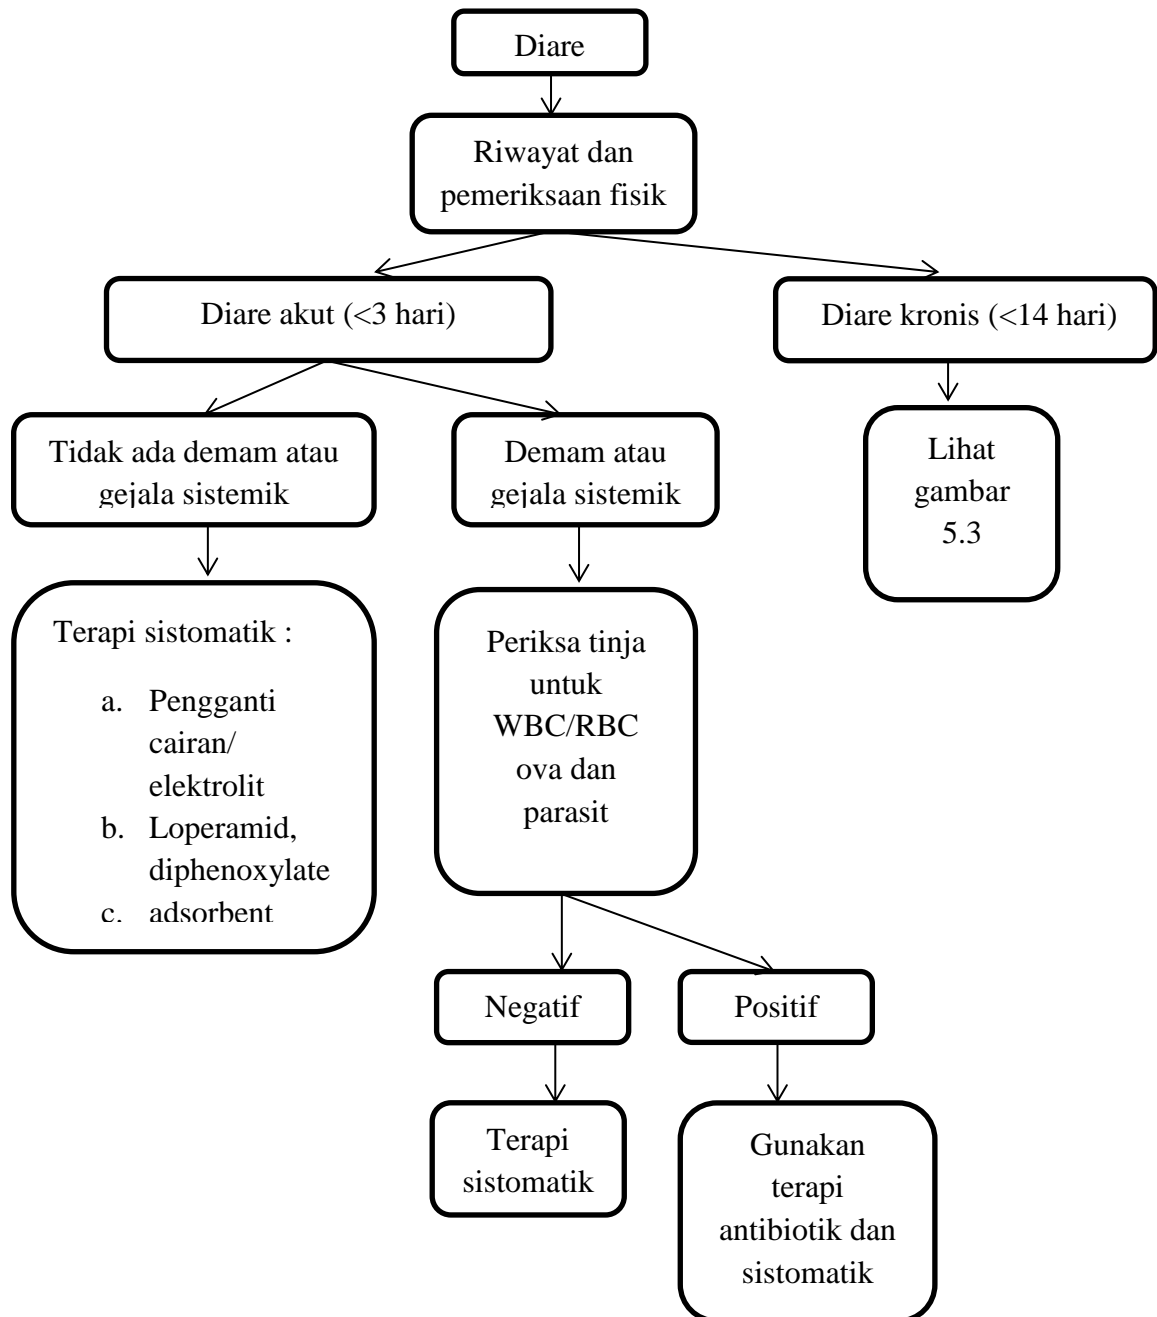 Diare
Riwayat dan
pemeriksaan fisik
Diare akut (<3 hari)
Diare kronis (<14 hari)
Tidak ada demam atau
gejala sistemik
Demam atau
gejala sistemik
Lihat
gambar
5.3
Terapi sistomatik :
a. Pengganti
cairan/
elektrolit
b. Loperamid,
diphenoxylate
c. adsorbent
Periksa tinja
untuk
WBC/RBC
ova dan
parasit
Negatif
Positif
Terapi
sistomatik
Gunakan
terapi
antibiotik dan
sistomatik